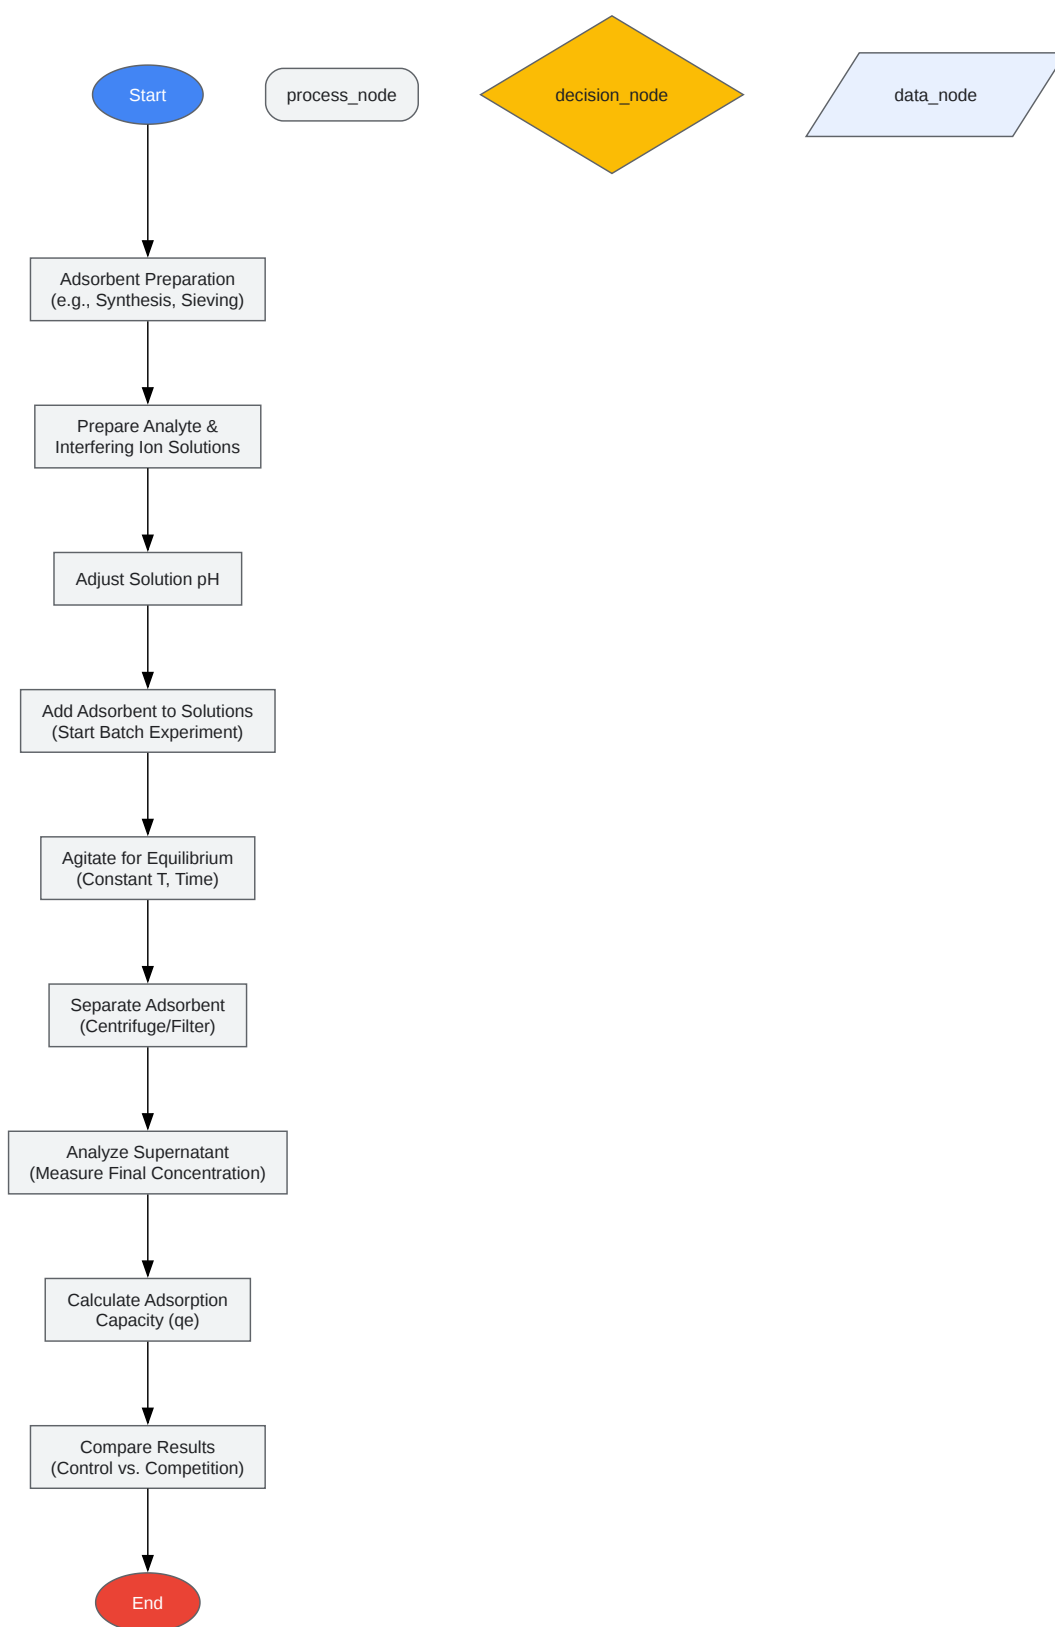 Start
process_node
decision_node
data_node
Adsorbent Preparation
(e.g., Synthesis, Sieving)
Prepare Analyte &
Interfering Ion Solutions
Adjust Solution pH
Add Adsorbent to Solutions
(Start Batch Experiment)
Agitate for Equilibrium
(Constant T, Time)
Separate Adsorbent
(Centrifuge/Filter)
Analyze Supernatant
(Measure Final Concentration)
Calculate Adsorption
Capacity (qe)
Compare Results
(Control vs. Competition)
End